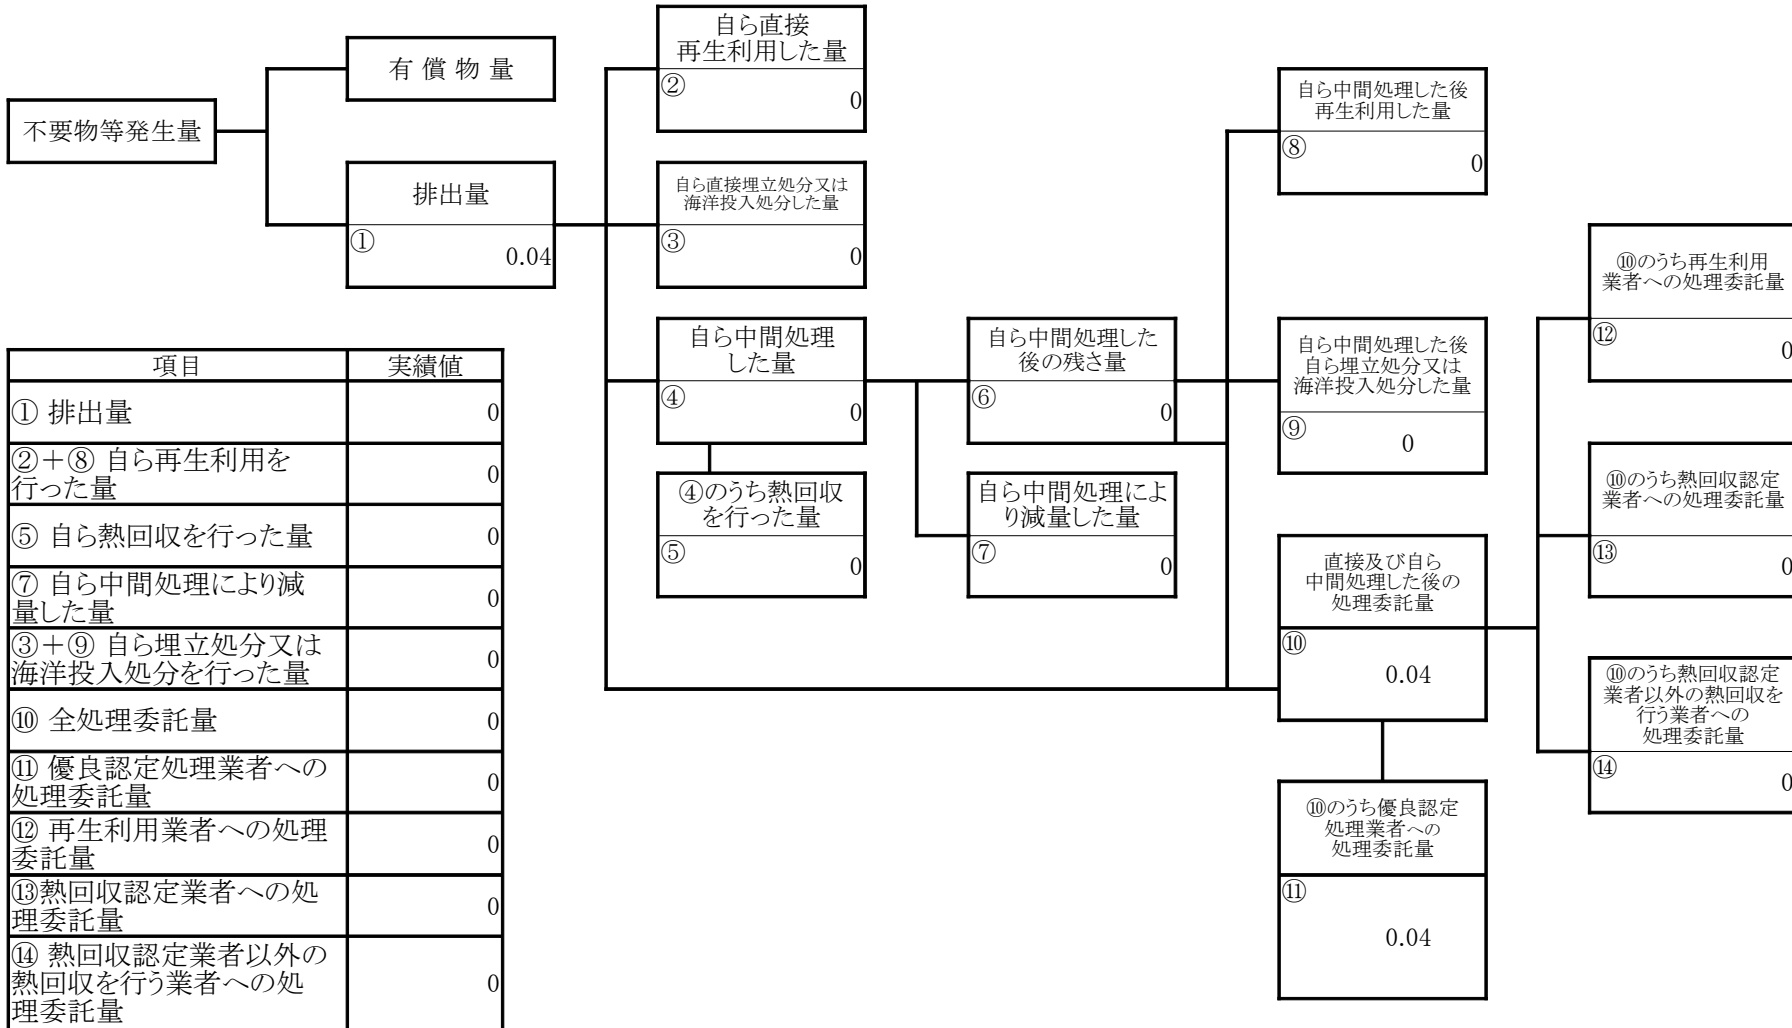 不要物等発生量
有 償 物 量
排出量
①
0.04
自ら直接
再生利用した量
②
0
自ら直接埋立処分又は
海洋投入処分した量
③
0
自ら中間処理
した量
④
0
④のうち熱回収
を行った量
⑤
0
自ら中間処理した
後の残さ量
⑥
0
自ら中間処理によ
り減量した量
⑦
0
自ら中間処理した後
再生利用した量
⑧
0
自ら中間処理した後
自ら埋立処分又は
海洋投入処分した量
⑨
0
直接及び自ら
中間処理した後の
処理委託量
⑩
0.04
⑩のうち優良認定
処理業者への
処理委託量
⑪
0.04
⑩のうち再生利用
業者への処理委託量
⑫
0
⑩のうち熱回収認定
業者への処理委託量
⑬
0
⑩のうち熱回収認定
業者以外の熱回収を
行う業者への
処理委託量
⑭
0
項目 実績値
① 排出量 0
②＋⑧ 自ら再生利用を
行った量 0
⑤ 自ら熱回収を行った量 0
⑦ 自ら中間処理により減
量した量 0
③＋⑨ 自ら埋立処分又は
海洋投入処分を行った量 0
⑩ 全処理委託量 0
⑪ 優良認定処理業者への
処理委託量 0
⑫ 再生利用業者への処理
委託量 0
⑬熱回収認定業者への処
理委託量 0
⑭ 熱回収認定業者以外の
熱回収を行う業者への処
理委託量 0